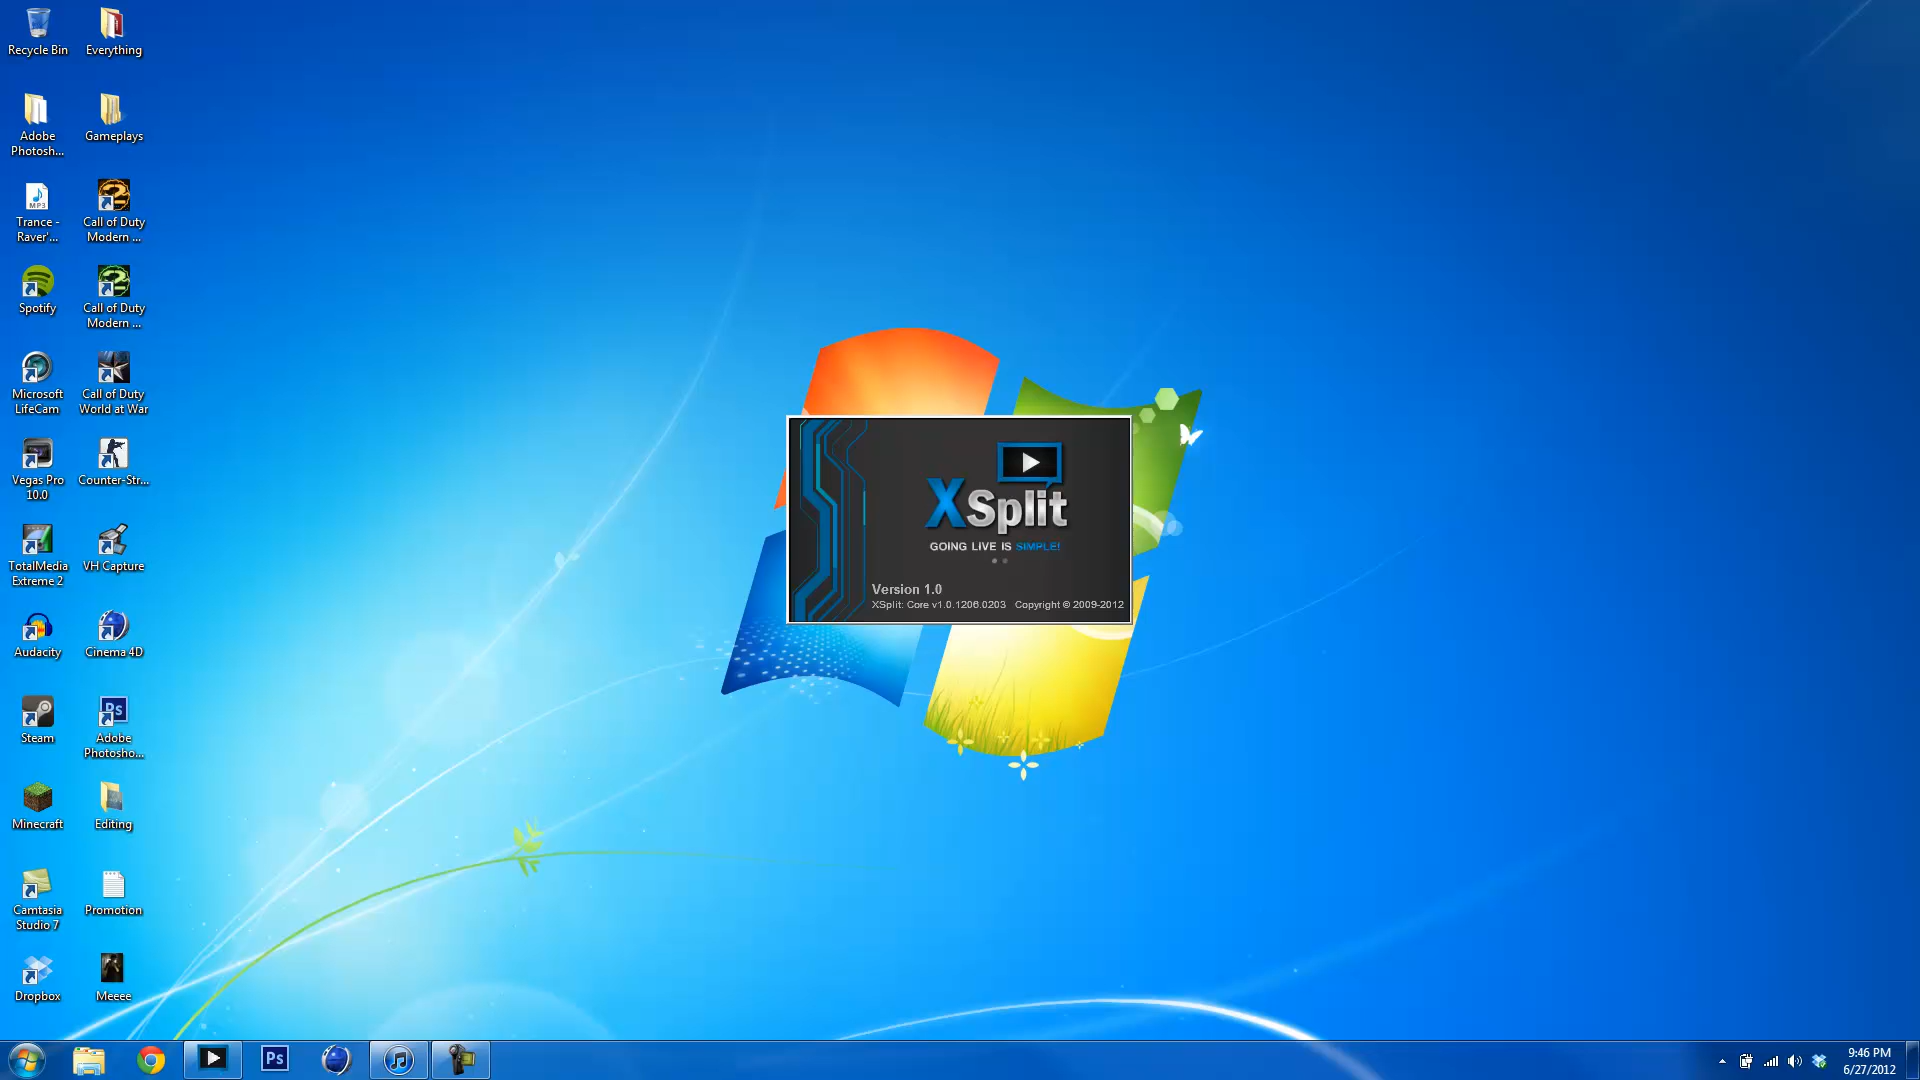 Recycle Bin
Everything
Adobe
Photosh...
Gameplays
MP3
Trance -
Raver'...
Call of Duty
Modern ...
Spotify
Call of Duty
Modern ...
Microsoft
LifeCam
Call of Duty
World at War
Vegas Pro
10.0
Counter-Str...
TotalMedia
Extreme 2
VH Capture
Audacity
Cinema 4D
Steam
Ps
Adobe
Photosho...
Minecraft
Editing
Camtasia
Studio 7
Promotion
Dropbox
Meeee
XSplit
GOING LIVE IS SIMPLE!
Version 1.0
XSplit: Core v1.0.1206.0203 Copyright © 2009-2012
Ps
9:46 PM
6/27/2012